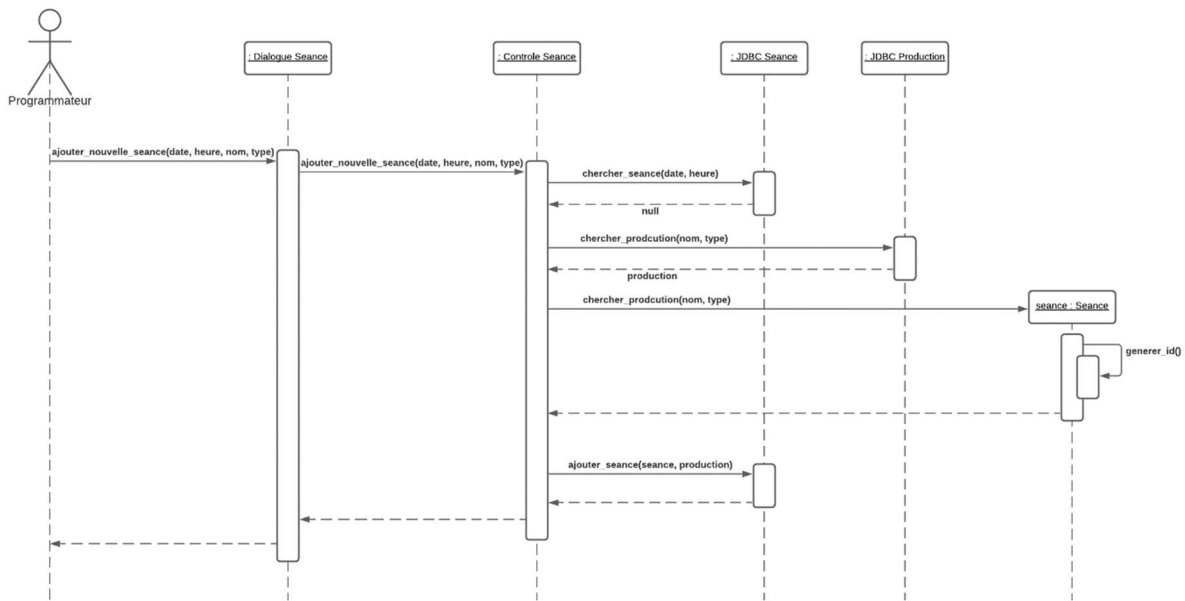 Programmateur
: Dialogue Seance
: Controle Seance
: JDBC Seance
: JDBC Production
ajouter_nouvelle_seance(date, heure, nom, type)
ajouter_nouvelle_seance(date, heure, nom, type)
chercher_seance(date, heure)
null
chercher_prodcution(nom, type)
production
chercher_prodcution(nom, type)
seance : Seance
generer_id()
ajouter_seance(seance, production)